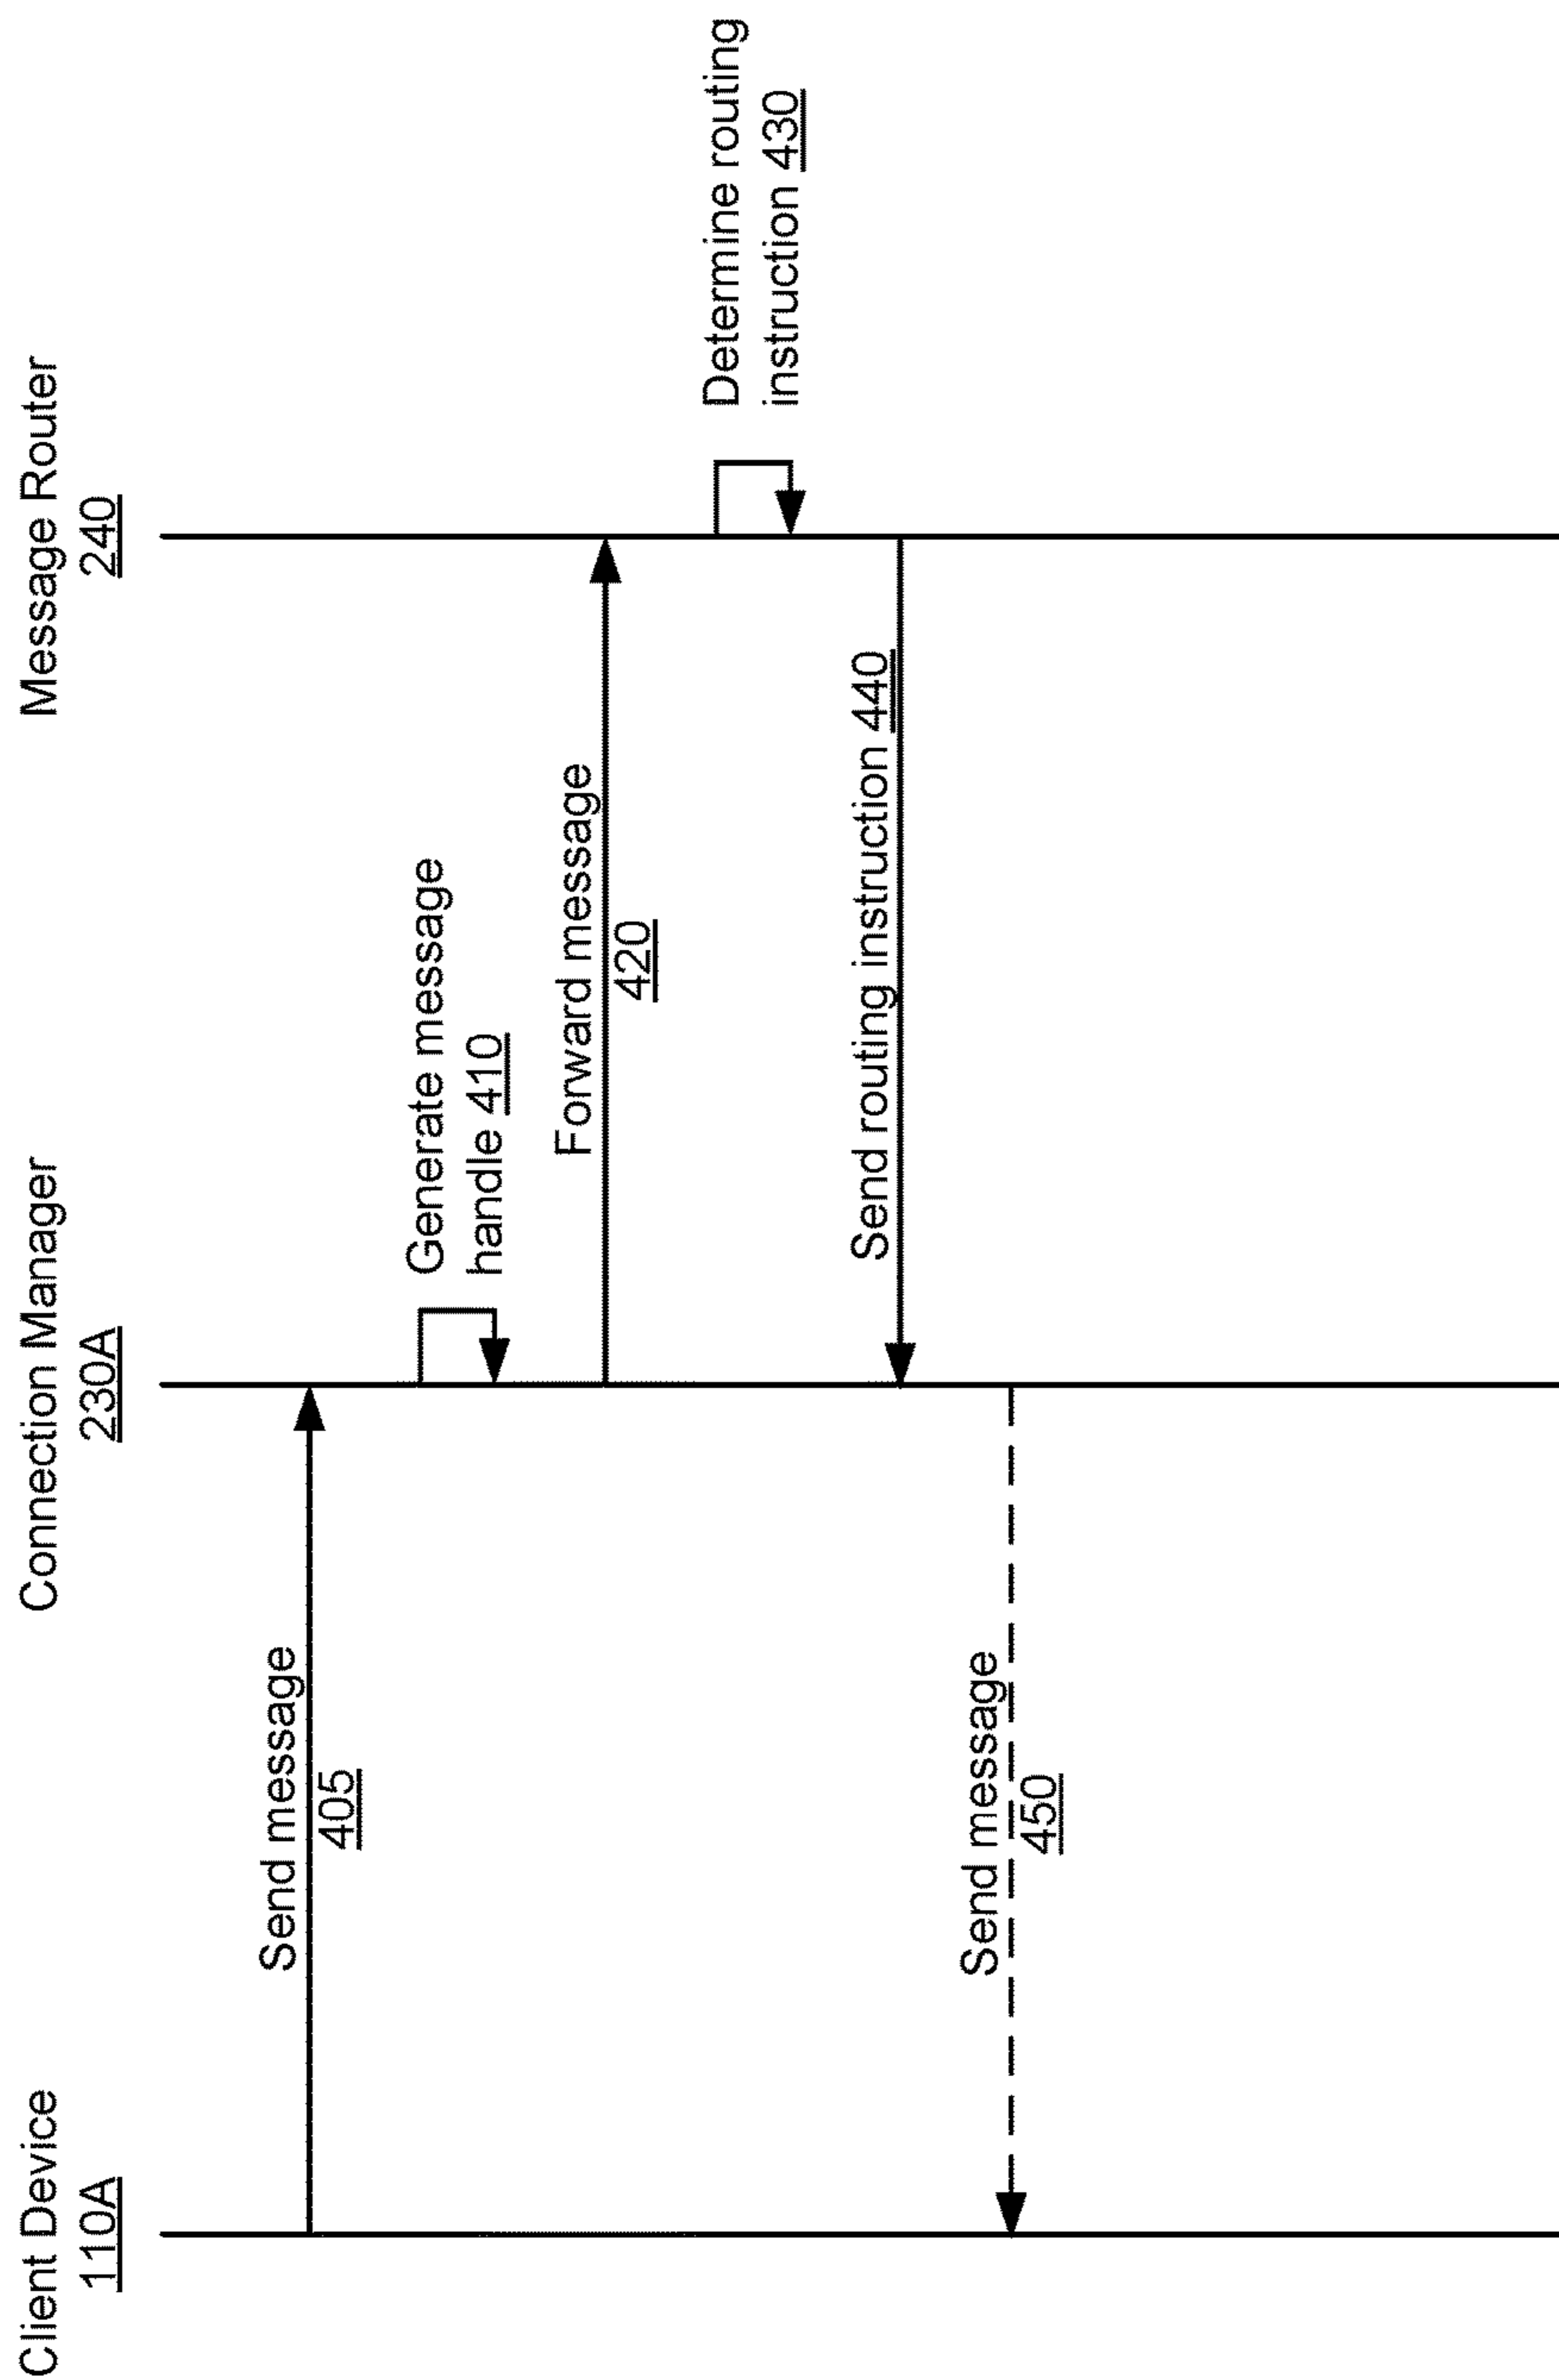 Client Device
110A
Connection Manager
230A
Message Router
240
Send message
405
Generate message
handle 410
Forward message
420
Determine routing
instruction 430
Send routing instruction 440
Send message
450